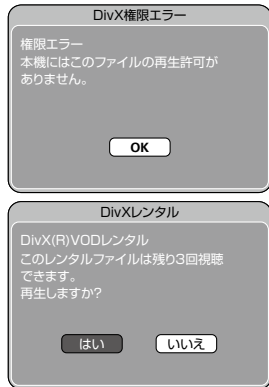 DivX権限エラー
権限エラー
本機にはこのファイルの再生許可が
ありません。
OK
DivXレンタル
DivX(R)VODレンタル
このレンタルファイルは残り3回視聴
できます。
再生しますか?
はい いいえ